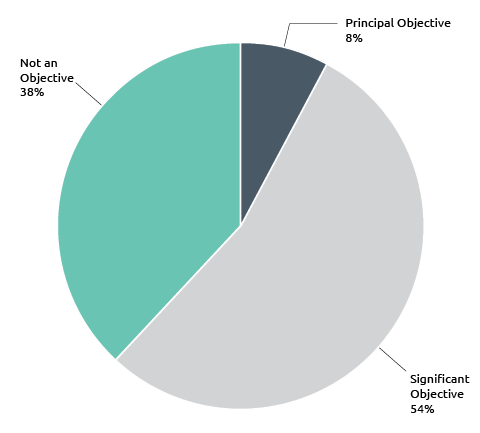 Principal Objective
8%
Not an
Objective
38%
Significant
Objective
54%